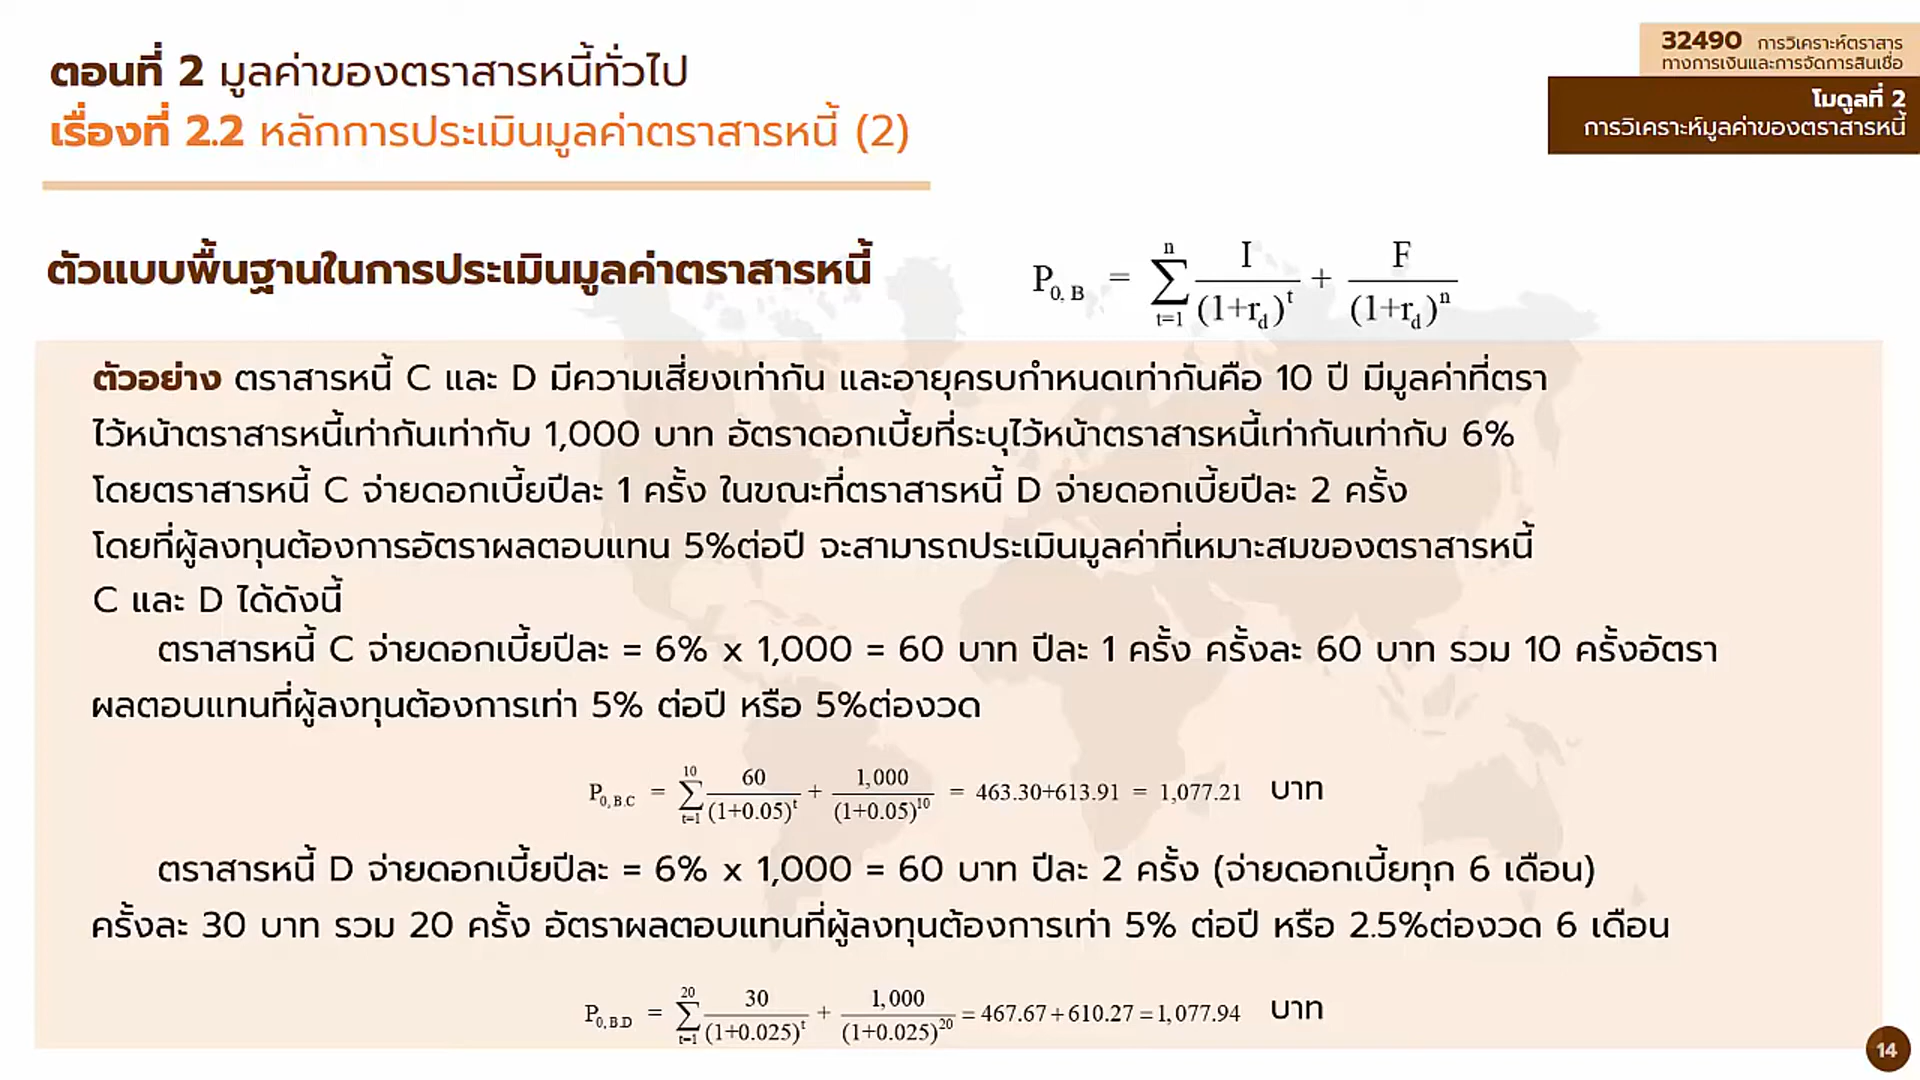 ตอนที่ 2 มูลค่าของตราสารหนี้ทั่วไป
เรื่องที่ 2.2 หลักการประเมินมูลค่าตราสารหนี้ (2)
32490 การวิเคราะห์ตราสาร
ทางการเงินและการจัดการสินเชื่อ
โมดูลที่ 2
การวิเคราะห์มูลค่าของตราสารหนี้
ตัวแบบพื้นฐานในการประเมินมูลค่าตราสารหนี้
P0, B = n∑t=1 I/(1+rd)^t + F/(1+rd)^n
ตัวอย่าง ตราสารหนี้ C และ D มีความเสี่ยงเท่ากัน และอายุครบกำหนดเท่ากันคือ 10 ปี มีมูลค่าที่ตรา
ไว้หน้าตราสารหนี้เท่ากันเท่ากับ 1,000 บาท อัตราดอกเบี้ยที่ระบุไว้หน้าตราสารหนี้เท่ากันเท่ากับ 6%
โดยตราสารหนี้ C จ่ายดอกเบี้ยปีละ 1 ครั้ง ในขณะที่ตราสารหนี้ D จ่ายดอกเบี้ยปีละ 2 ครั้ง
โดยที่ผู้ลงทุนต้องการอัตราผลตอบแทน 5%ต่อปี จะสามารถประเมินมูลค่าที่เหมาะสมของตราสารหนี้
C และ D ได้ดังนี้
ตราสารหนี้ C จ่ายดอกเบี้ยปีละ = 6% x 1,000 = 60 บาท ปีละ 1 ครั้ง ครั้งละ 60 บาท รวม 10 ครั้งอัตรา
ผลตอบแทนที่ผู้ลงทุนต้องการเท่า 5% ต่อปี หรือ 5%ต่องวด
P0, B.C = 10∑t=1 60/(1+0.05)^t + 1,000/(1+0.05)^10 = 463.30+613.91 = 1,077.21 บาท
ตราสารหนี้ D จ่ายดอกเบี้ยปีละ = 6% x 1,000 = 60 บาท ปีละ 2 ครั้ง (จ่ายดอกเบี้ยทุก 6 เดือน)
ครั้งละ 30 บาท รวม 20 ครั้ง อัตราผลตอบแทนที่ผู้ลงทุนต้องการเท่า 5% ต่อปี หรือ 2.5%ต่องวด 6 เดือน
P0, B.D = 20∑t=1 30/(1+0.025)^t + 1,000/(1+0.025)^20 = 467.67+610.27 =1,077.94 บาท
14